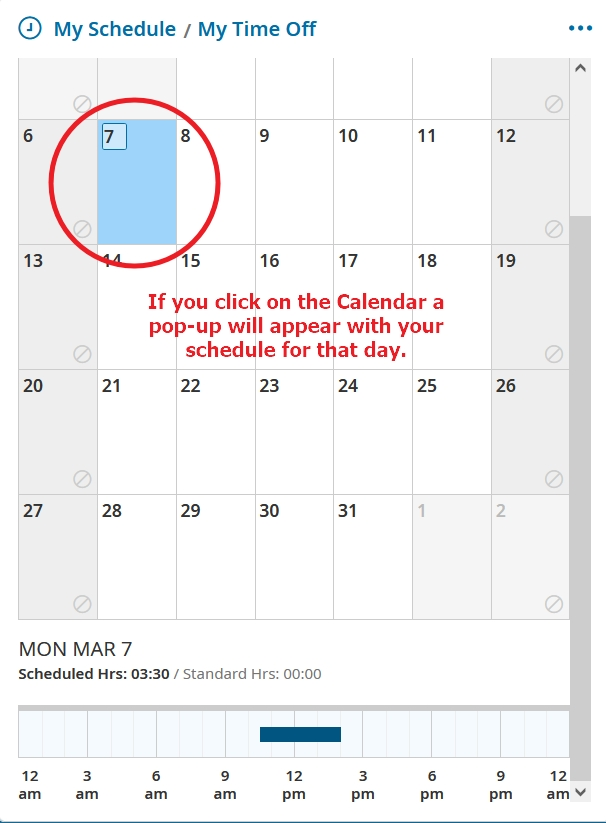 My Schedule / My Time Off
6 7 8 9 10 11 12
13 14 15 16 17 18 19
If you click on the Calendar a
pop-up will appear with your
schedule for that day.
20 21 22 23 24 25 26
27 28 29 30 31 1 2
MON MAR 7
Scheduled Hrs: 03:30 / Standard Hrs: 00:00
12 3 6 9 12 3 6 9 12
am am am am pm pm pm pm am